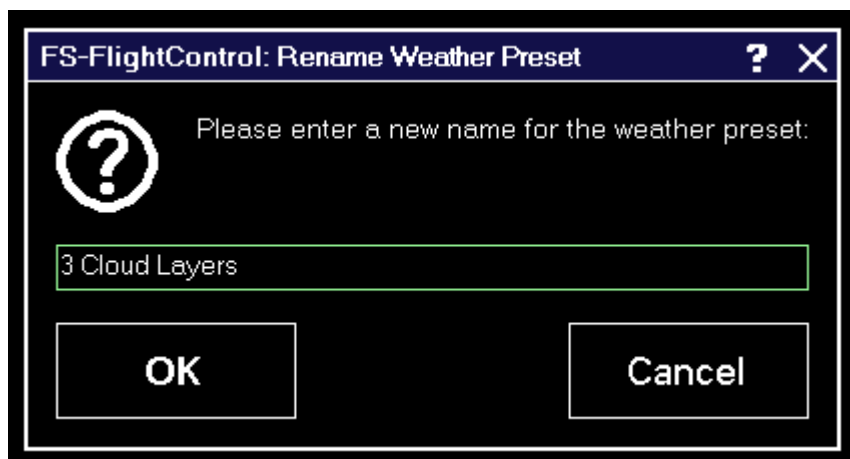 FS-FlightControl: Rename Weather Preset ? X
Please enter a new name for the weather preset:
3 Cloud Layers
OK
Cancel